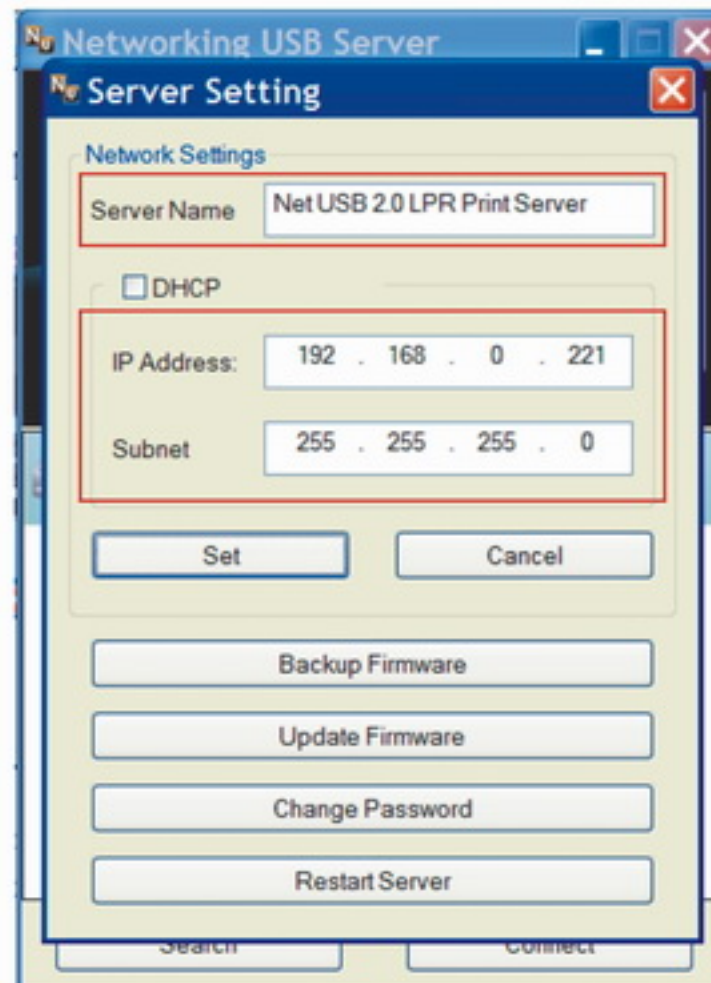 Networking USB Server
Server Setting
Network Settings
Server Name Net USB 2.0 LPR Print Server
DHCP
IP Address: 192 . 168 . 0 . 221
Subnet 255 . 255 . 255 . 0
Set Cancel
Backup Firmware
Update Firmware
Change Password
Restart Server
Search Connect